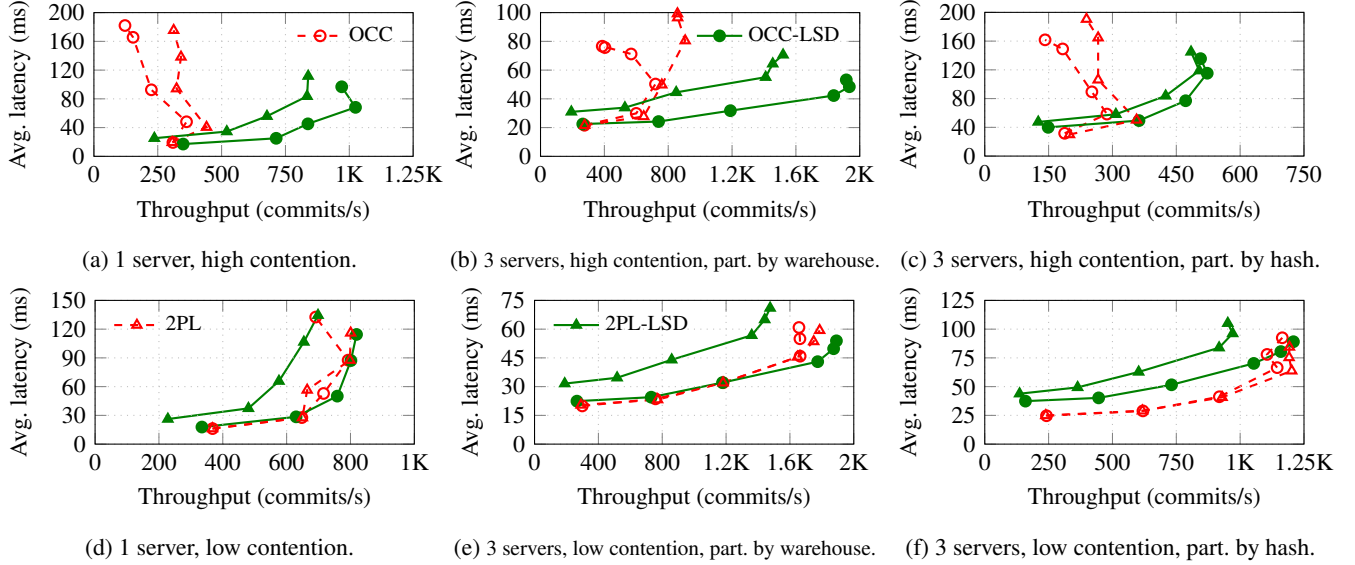 200
160
120
80
40
0
Avg. latency (ms)
OCC
0 250 500 750 1K 1.25K
Throughput (commits/s)
(a) 1 server, high contention.
100
80
60
40
20
0
Avg. latency (ms)
OCC-LSD
400 800 1.2K 1.6K 2K
Throughput (commits/s)
(b) 3 servers, high contention, part. by warehouse.
200
160
120
80
40
0
Avg. latency (ms)
0 150 300 450 600 750
Throughput (commits/s)
(c) 3 servers, high contention, part. by hash.
150
120
90
60
30
0
Avg. latency (ms)
2PL
0 200 400 600 800 1K
Throughput (commits/s)
(d) 1 server, low contention.
75
60
45
30
15
0
Avg. latency (ms)
2PL-LSD
0 400 800 1.2K 1.6K 2K
Throughput (commits/s)
(e) 3 servers, low contention, part. by warehouse.
125
100
75
50
25
0
Avg. latency (ms)
0 250 500 750 1K 1.25K
Throughput (commits/s)
(f) 3 servers, low contention, part. by hash.